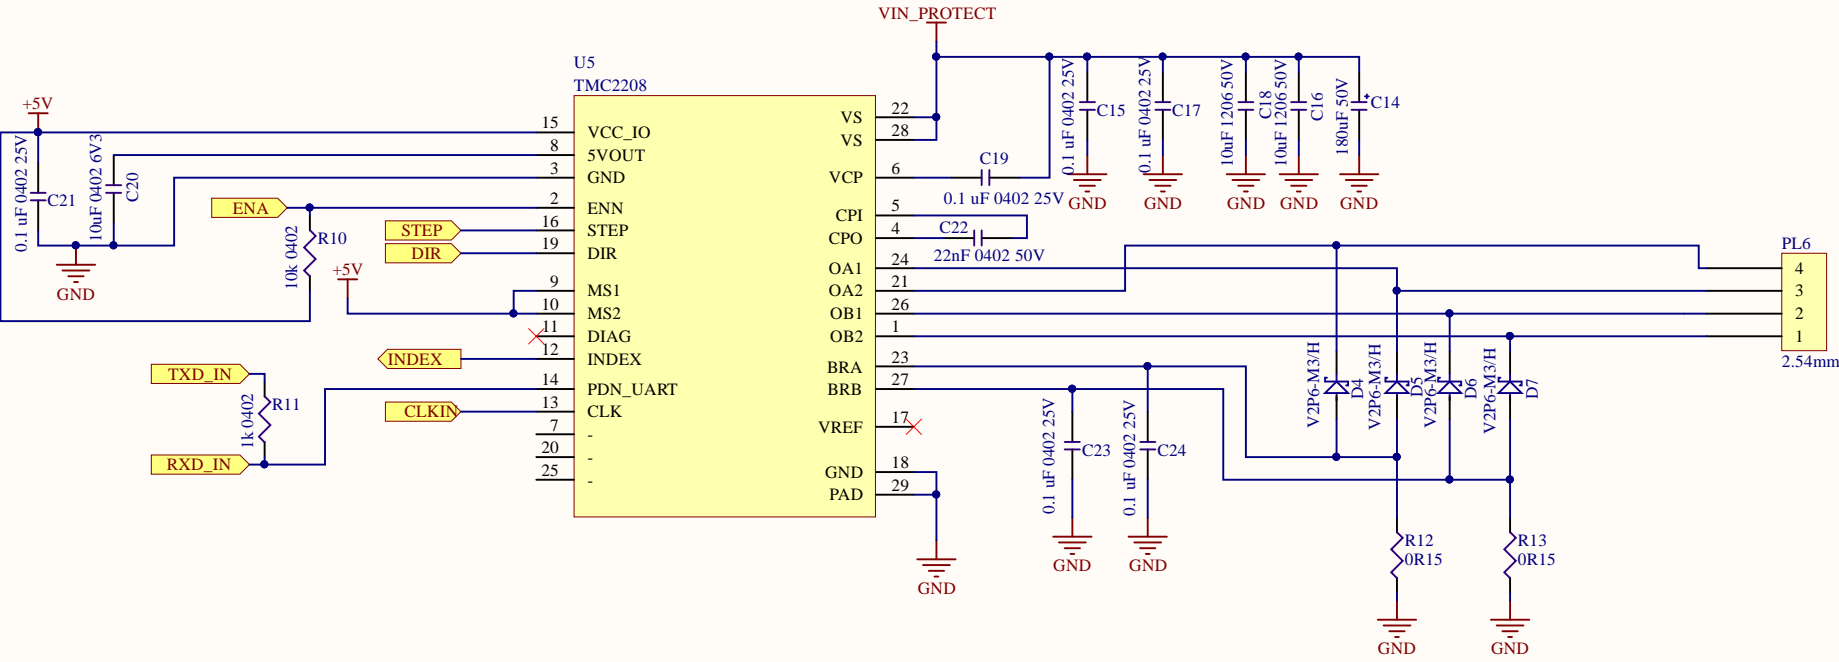 VIN_PROTECT
U5
TMC2208
+5V
0.1 uF 0402 25V
C21
10uF 0402 6V3
C20
GND
ENA
10k 0402
R10
+5V
STEP
DIR
INDEX
TXD_IN
1k 0402
R11
RXD_IN
CLKIN
15 VCC_IO
8 5VOUT
3 GND
2 ENN
16 STEP
19 DIR
9 MS1
10 MS2
11 DIAG
12 INDEX
14 PDN_UART
13 CLK
7 -
20 -
25 -
VS 22
VS 28
VCP 6
CPI 5
CPO 4
OA1 24
OA2 21
OB1 26
OB2 1
BRA 23
BRB 27
VREF 17
GND 18
PAD 29
GND
C19
0.1 uF 0402 25V
C22
22nF 0402 50V
0.1 uF 0402 25V
C15
GND
0.1 uF 0402 25V
C17
GND
10uF 1206 50V
C18
GND
10uF 1206 50V
C16
GND
180uF 50V
+
C14
GND
0.1 uF 0402 25V
C23
GND
0.1 uF 0402 25V
C24
GND
V2P6-M3/H
D4
V2P6-M3/H
D5
V2P6-M3/H
D6
V2P6-M3/H
D7
R12
0R15
GND
R13
0R15
GND
PL6
4
3
2
1
2.54mm